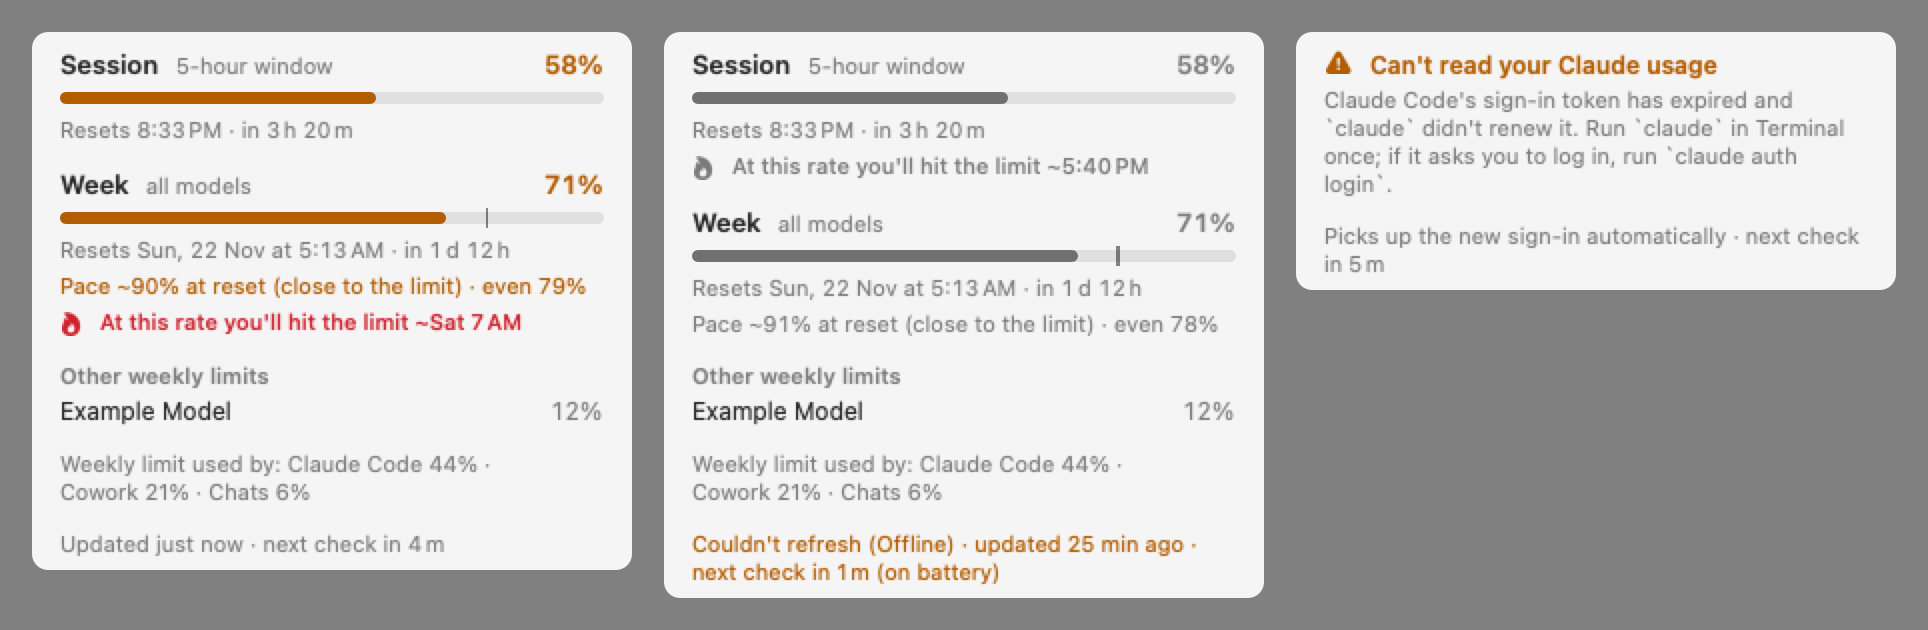 Session 5-hour window 58%
Resets 8:33 PM · in 3 h 20 m
Week all models 71%
Resets Sun, 22 Nov at 5:13 AM · in 1 d 12 h
Pace ~90% at reset (close to the limit) · even 79%
At this rate you'll hit the limit ~Sat 7 AM
Other weekly limits
Example Model 12%
Weekly limit used by: Claude Code 44% ·
Cowork 21% · Chats 6%
Updated just now · next check in 4 m
Session 5-hour window 58%
Resets 8:33 PM · in 3 h 20 m
At this rate you'll hit the limit ~5:40 PM
Week all models 71%
Resets Sun, 22 Nov at 5:13 AM · in 1 d 12 h
Pace ~91% at reset (close to the limit) · even 78%
Other weekly limits
Example Model 12%
Weekly limit used by: Claude Code 44% ·
Cowork 21% · Chats 6%
Couldn't refresh (Offline) · updated 25 min ago ·
next check in 1 m (on battery)
Can't read your Claude usage
Claude Code's sign-in token has expired and
`claude` didn't renew it. Run `claude` in Terminal
once; if it asks you to log in, run `claude auth
login`.
Picks up the new sign-in automatically · next check
in 5 m